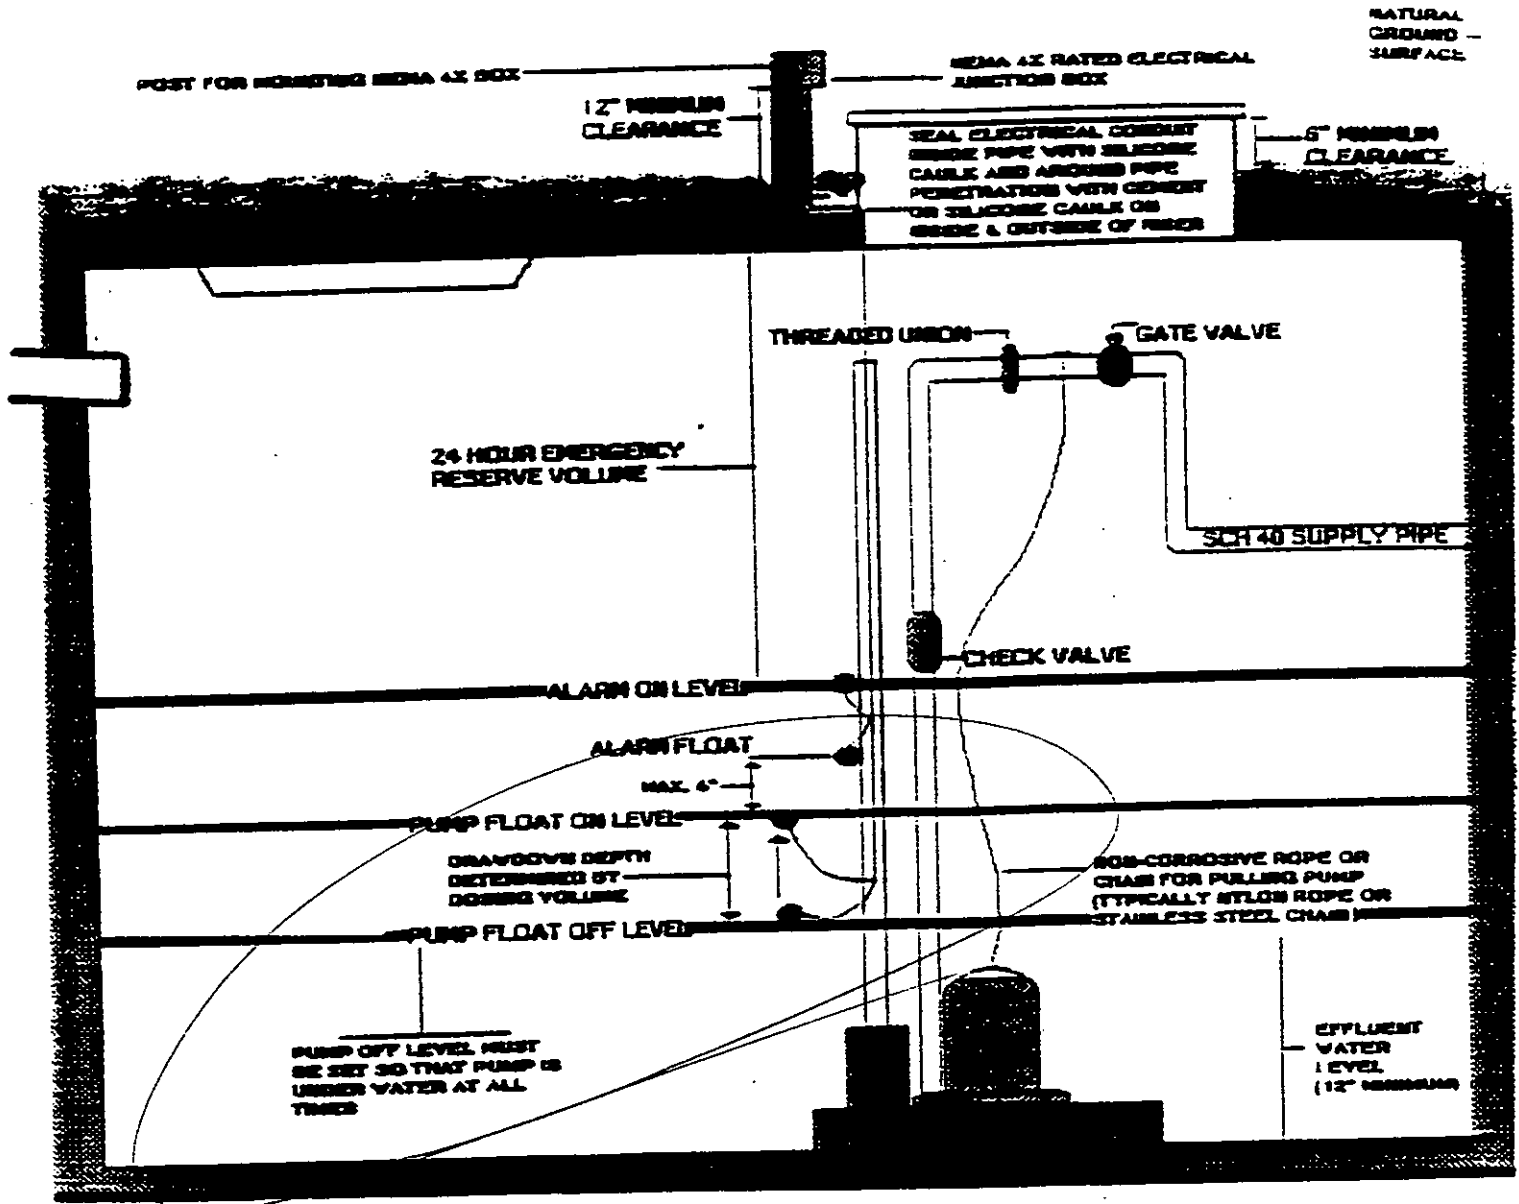 NATURAL
GROUND
SURFACE
POST FOR MOUNTING NEMA 4X BOX
NEMA 4X RATED ELECTRICAL
JUNCTION BOX
12" MINIMUM
CLEARANCE
SEAL ELECTRICAL CONDUIT
INSIDE PIPE WITH SILICONE
CAULK AND AROUND PIPE
PENETRATION WITH CEMENT
OR SILICONE CAULK ON
INSIDE & OUTSIDE OF RISER
6" MINIMUM
CLEARANCE
THREADED UNION
GATE VALVE
24 HOUR EMERGENCY
RESERVE VOLUME
SCH 40 SUPPLY PIPE
CHECK VALVE
ALARM ON LEVEL
ALARM FLOAT
MAX. 4"
PUMP FLOAT ON LEVEL
DRAWDOWN DEPTH
DETERMINED BY
DOSING VOLUME
NON-CORROSIVE ROPE OR
CHAIN FOR PULLING PUMP
(TYPICALLY NYLON ROPE OR
STAINLESS STEEL CHAIN)
PUMP FLOAT OFF LEVEL
PUMP OFF LEVEL MUST
BE SET SO THAT PUMP IS
UNDER WATER AT ALL
TIMES
EFFLUENT
WATER
LEVEL
(12" MINIMUM)